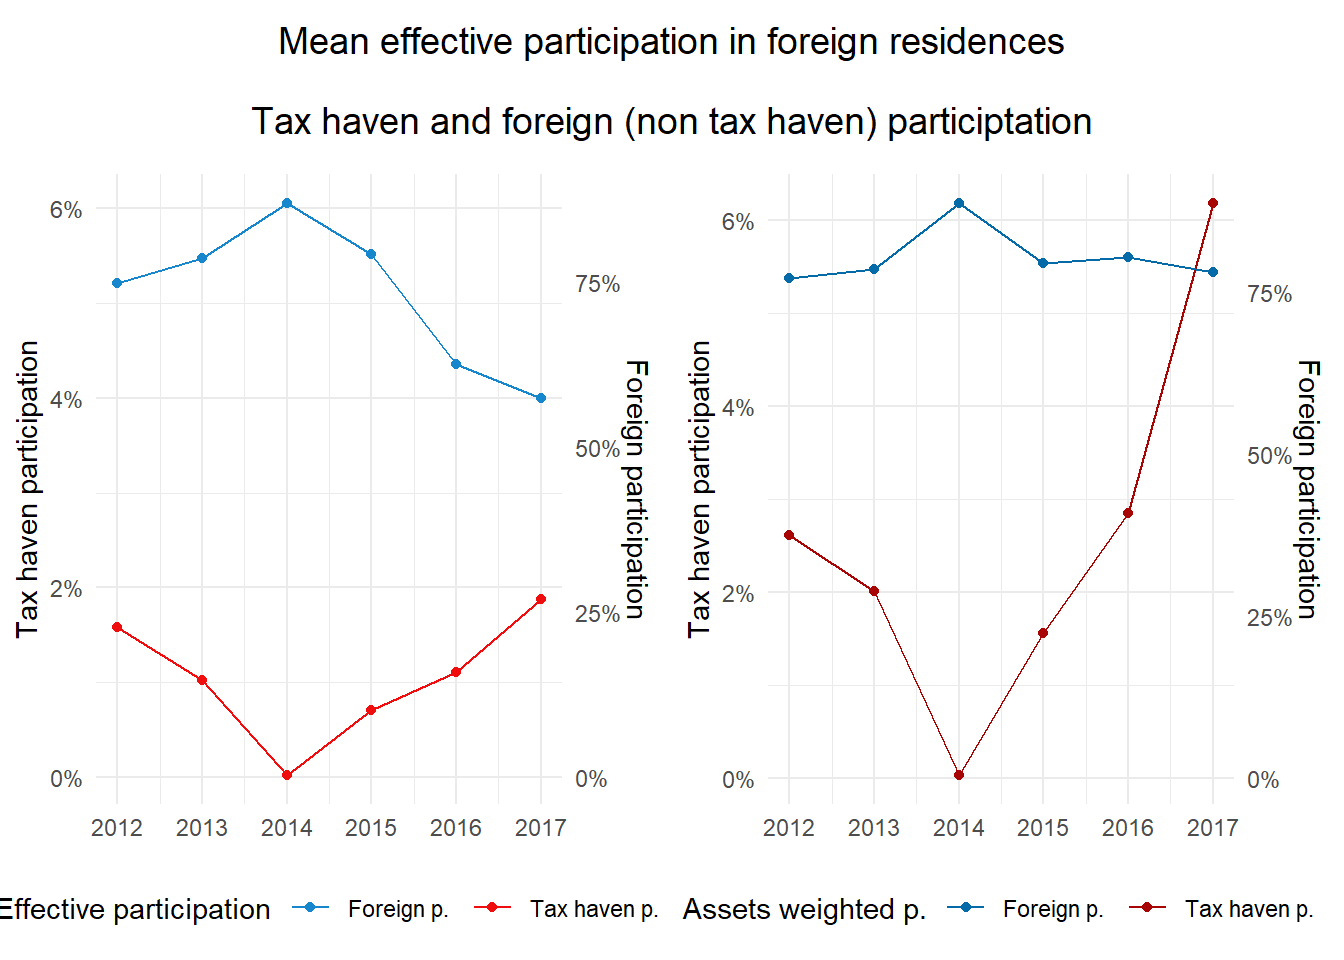 Mean effective participation in foreign residences
Tax haven and foreign (non tax haven) participtation
Tax haven participation
6%
4%
2%
0%
75%
50%
25%
0%
Foreign participation
2012 2013 2014 2015 2016 2017
Tax haven participation
6%
4%
2%
0%
75%
50%
25%
0%
Foreign participation
2012 2013 2014 2015 2016 2017
Effective participation Foreign p. Tax haven p.
Assets weighted p. Foreign p. Tax haven p.